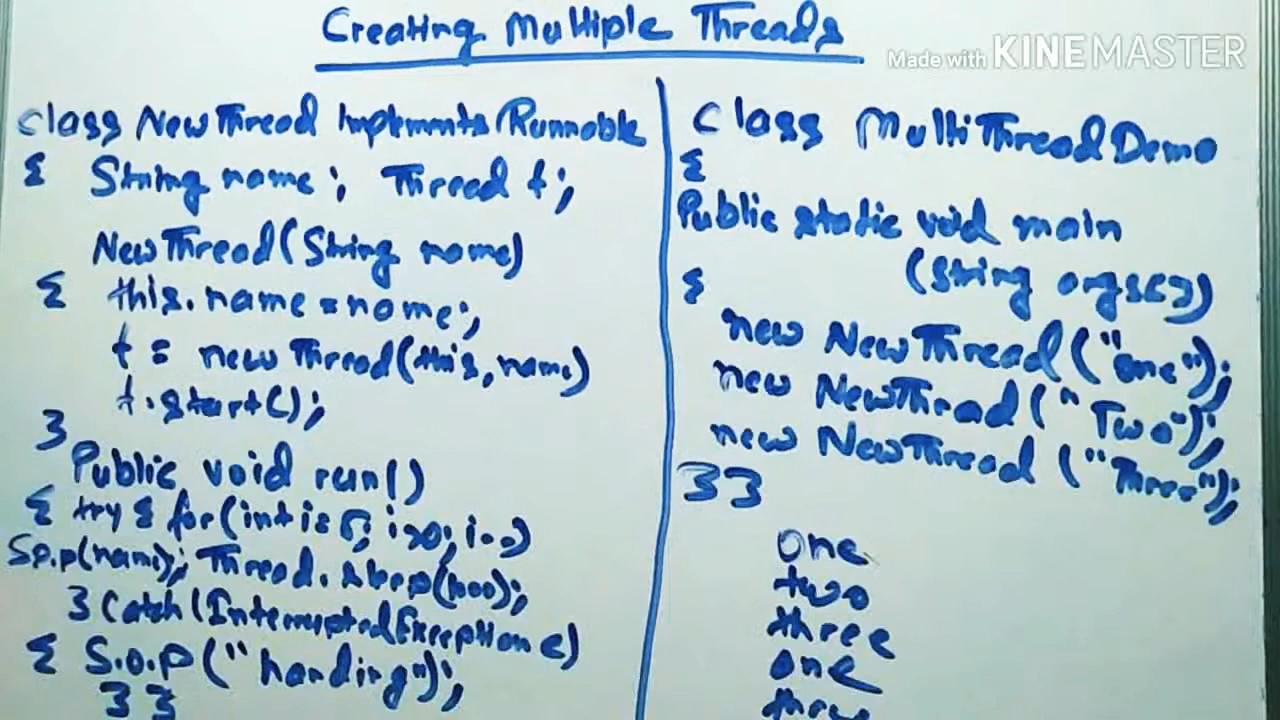 Creating Multiple Threads
Made with KINEMASTER
class NewThread Implements Runnable
{ String name; Thread t;
NewThread(String name)
{ this.name=name;
t = new Thread(this, name)
t.start();
}
Public void run()
{ try { for(int i=5; i>0; i--)
S.o.p(name); Thread.sleep(1000);
} Catch(InterruptedException e)
{ S.o.p("handing");
} }
Class MultiThreadDemo
{
Public static void main
(String args[])
{
new NewThread("one");
new NewThrad("Two");
new NewThread("Three");
} }
one
two
three
one
three